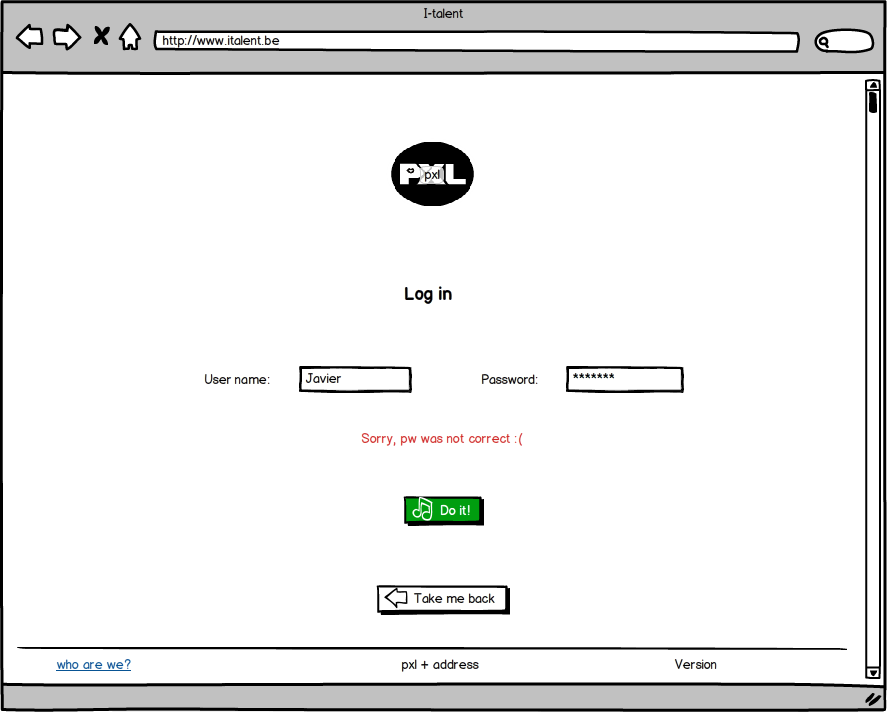 I-talent
http://www.italent.be
PXL
pxl
Log in
User name: Javier Password: *******
Sorry, pw was not correct :(
Do it!
Take me back
who are we? pxl + address Version